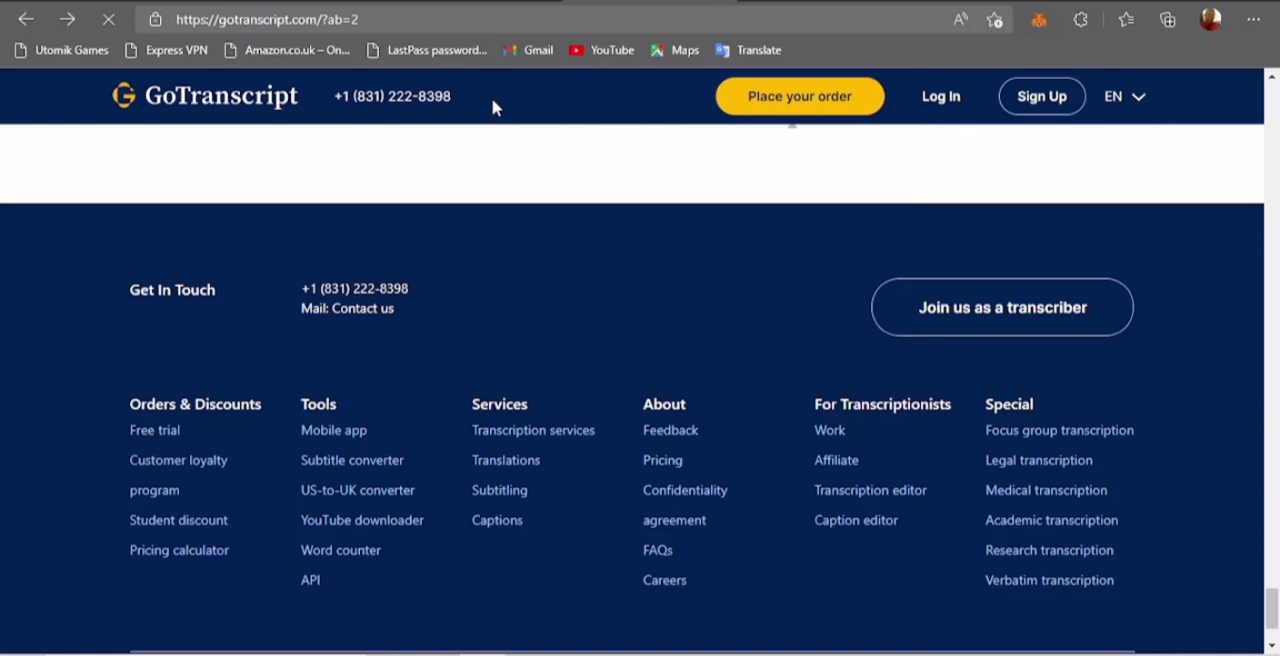 https://gotranscript.com/?ab=2
Utomik Games Express VPN Amazon.co.uk – On... LastPass password... Gmail YouTube Maps Translate
GoTranscript +1 (831) 222-8398 Place your order Log In Sign Up EN
Get In Touch +1 (831) 222-8398
Mail: Contact us
Join us as a transcriber
Orders & Discounts
Free trial
Customer loyalty
program
Student discount
Pricing calculator
Tools
Mobile app
Subtitle converter
US-to-UK converter
YouTube downloader
Word counter
API
Services
Transcription services
Translations
Subtitling
Captions
About
Feedback
Pricing
Confidentiality
agreement
FAQs
Careers
For Transcriptionists
Work
Affiliate
Transcription editor
Caption editor
Special
Focus group transcription
Legal transcription
Medical transcription
Academic transcription
Research transcription
Verbatim transcription